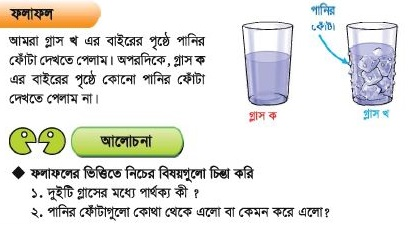 ফলাফল
আমরা গ্লাস খ এর বাইরের পৃষ্ঠে পানির
ফোঁটা দেখতে পেলাম। অপরদিকে, গ্লাস ক
এর বাইরের পৃষ্ঠে কোনো পানির ফোঁটা
দেখতে পেলাম না।
পানির
ফোঁটা
গ্লাস ক
গ্লাস খ
আলোচনা
◆ ফলাফলের ভিত্তিতে নিচের বিষয়গুলো চিন্তা করি
১. দুইটি গ্লাসের মধ্যে পার্থক্য কী ?
২. পানির ফোঁটাগুলো কোথা থেকে এলো বা কেমন করে এলো?